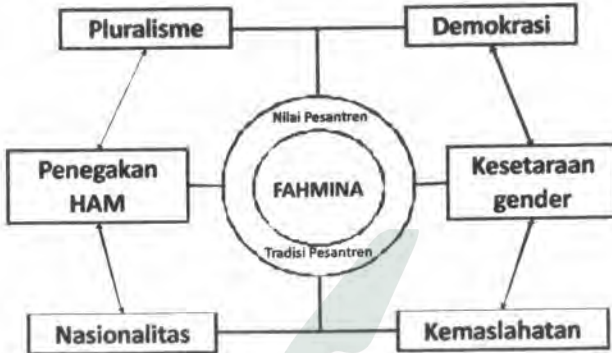 Pluralisme
Demokrasi
Nilai Pesantren
Penegakan
HAM
FAHMINA
Kesetaraan
gender
Tradisi Pesantren
Nasionalitas
Kemaslahatan